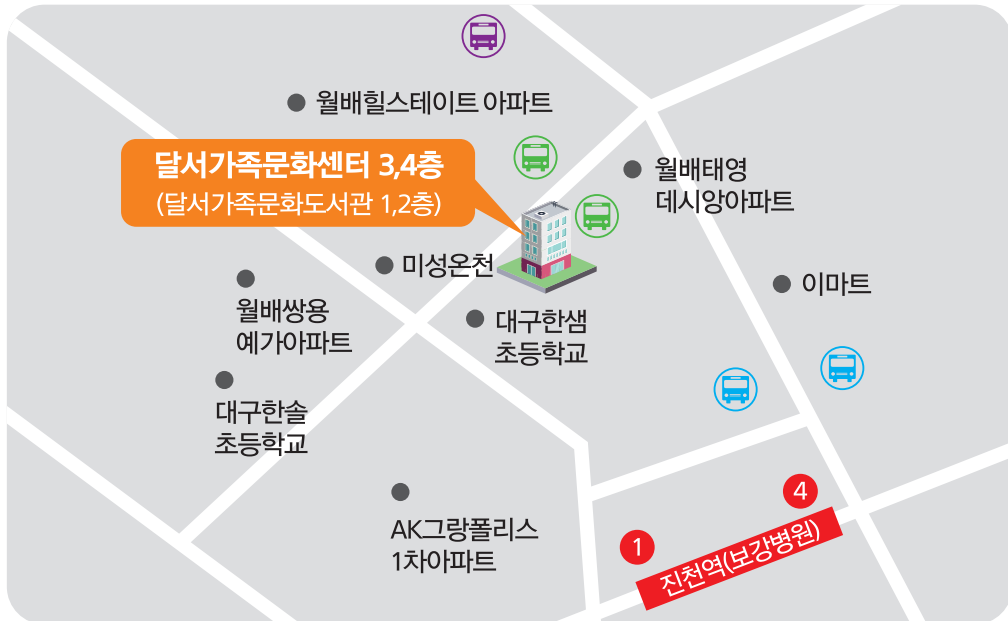 월배힐스테이트 아파트
달서가족문화센터 3,4층
(달서가족문화도서관 1,2층)
월배태영
데시앙아파트
미성온천
이마트
월배쌍용
예가아파트
대구한샘
초등학교
대구한솔
초등학교
AK그랑폴리스
1차아파트
4
1
진천역(보강병원)